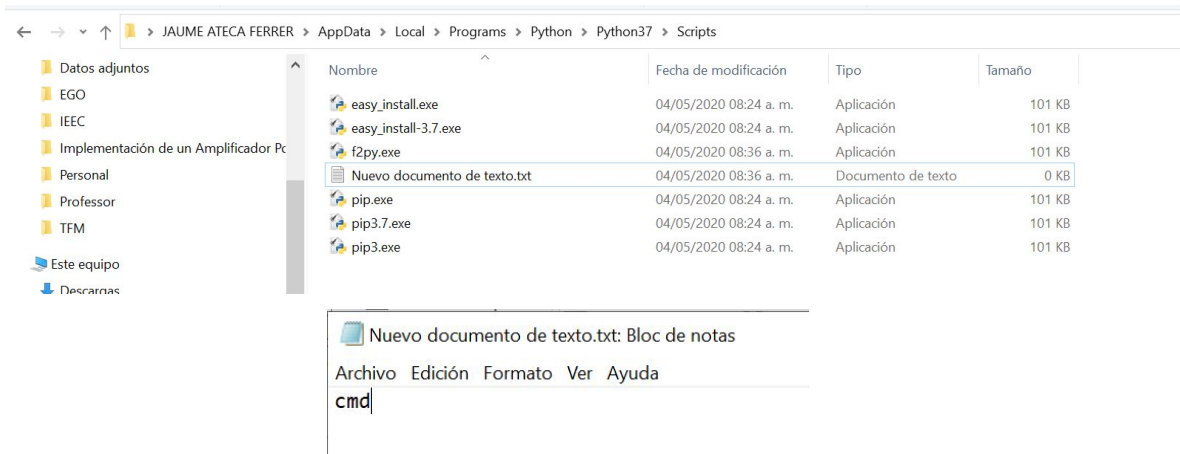 JAUME ATECA FERRER > AppData > Local > Programs > Python > Python37 > Scripts
Datos adjuntos
EGO
IEEC
Implementación de un Amplificador Po
Personal
Professor
TFM
Este equipo
Descargas
Nombre Fecha de modificación Tipo Tamaño
easy_install.exe 04/05/2020 08:24 a. m. Aplicación 101 KB
easy_install-3.7.exe 04/05/2020 08:24 a. m. Aplicación 101 KB
f2py.exe 04/05/2020 08:36 a. m. Aplicación 101 KB
Nuevo documento de texto.txt 04/05/2020 08:36 a. m. Documento de texto 0 KB
pip.exe 04/05/2020 08:24 a. m. Aplicación 101 KB
pip3.7.exe 04/05/2020 08:24 a. m. Aplicación 101 KB
pip3.exe 04/05/2020 08:24 a. m. Aplicación 101 KB
Nuevo documento de texto.txt: Bloc de notas
Archivo Edición Formato Ver Ayuda
cmd